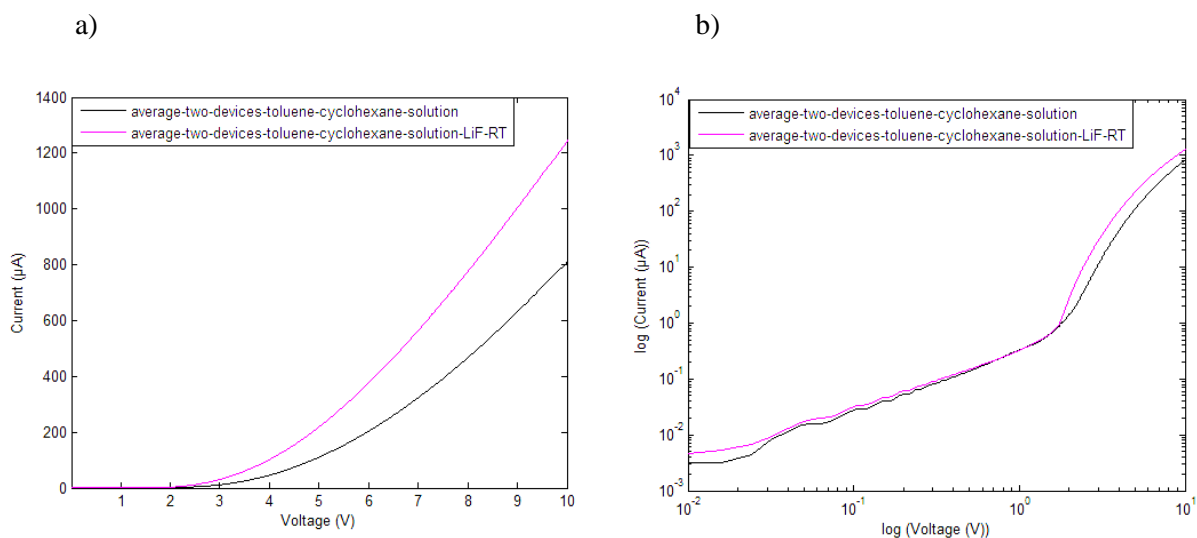 a)
average-two-devices-toluene-cyclohexane-solution
average-two-devices-toluene-cyclohexane-solution-LiF-RT
1400
1200
1000
800
600
400
200
0
Current (µA)
1 2 3 4 5 6 7 8 9 10
Voltage (V)
b)
average-two-devices-toluene-cyclohexane-solution
average-two-devices-toluene-cyclohexane-solution-LiF-RT
10^4
10^3
10^2
10^1
10^0
10^-1
10^-2
10^-3
log (Current (µA))
10^-2 10^-1 10^0 10^1
log (Voltage (V))